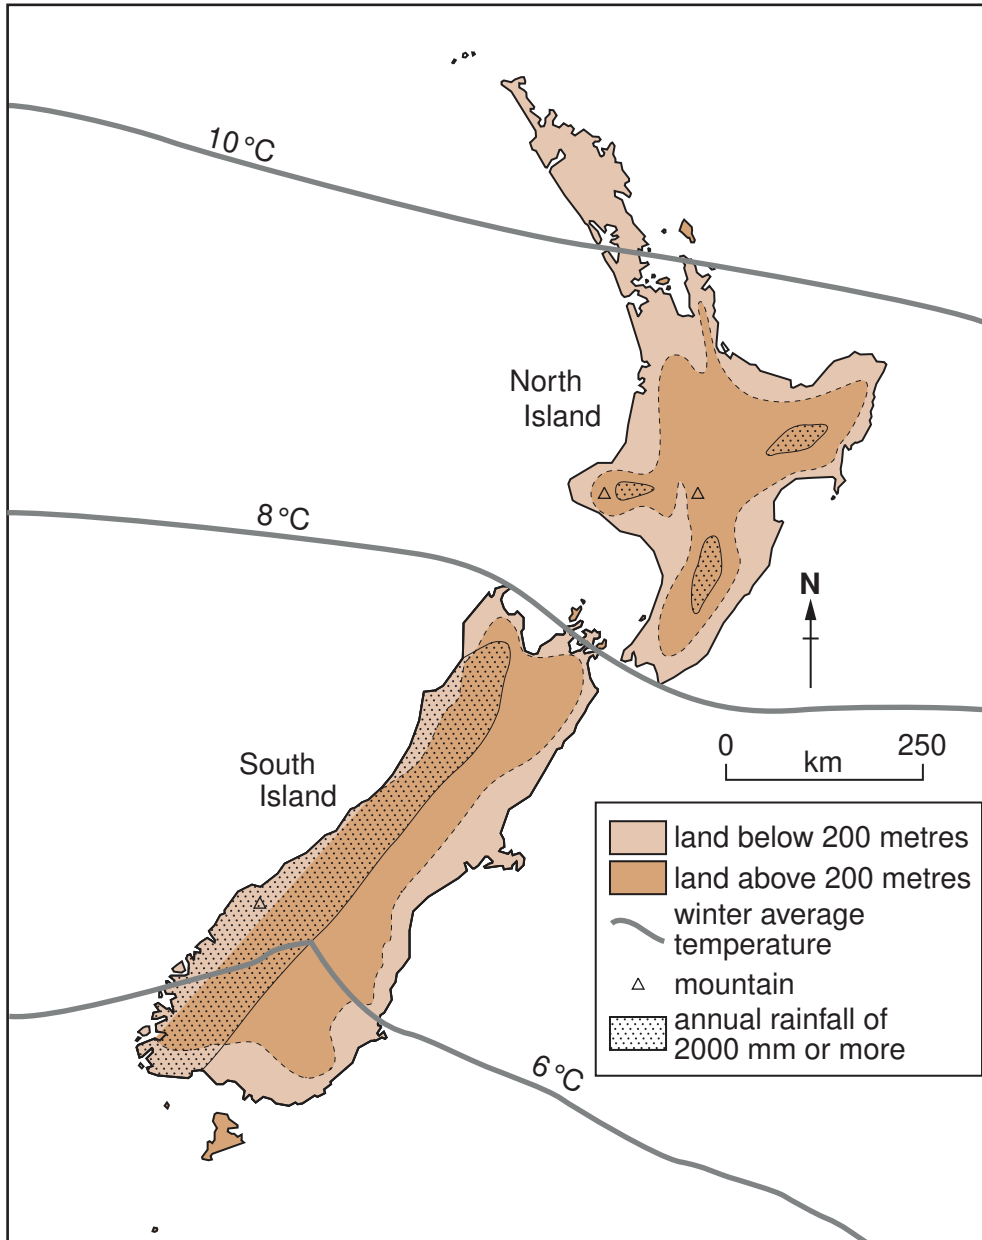 10 °C
North
Island
8 °C
N
0 250
km
South
Island
land below 200 metres
land above 200 metres
winter average
temperature
mountain
annual rainfall of
2000 mm or more
6 °C